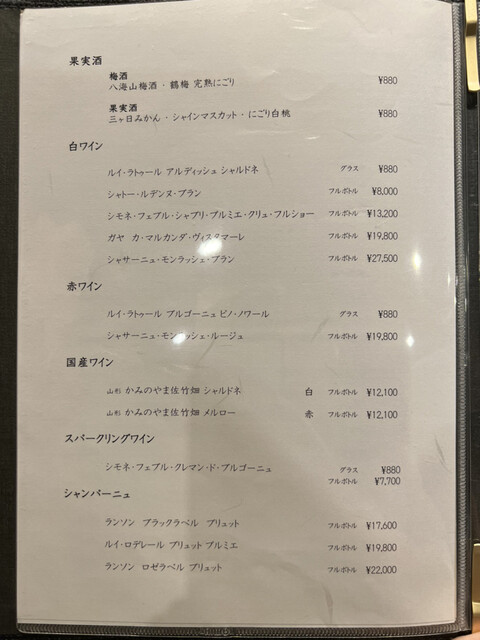 果実酒
梅酒
八海山梅酒 ・ 鶴梅 完熟にごり ¥880
果実酒
三ヶ日みかん ・ シャインマスカット ・ にごり白桃 ¥880
白ワイン
ルイ・ラトゥール アルディッシュ シャルドネ グラス ¥880
シャトー・ルデンヌ・ブラン フルボトル ¥8,000
シモネ・フェブル・シャブリ・プルミエ・クリュ・フルショー フルボトル ¥13,200
ガヤ カ・マルカンダ・ヴィスタマーレ フルボトル ¥19,800
シャサーニュ・モンラッシェ・ブラン フルボトル ¥27,500
赤ワイン
ルイ・ラトゥール ブルゴーニュ ピノ・ノワール グラス ¥880
シャサーニュ・モンラッシェ・ルージュ フルボトル ¥19,800
国産ワイン
山形 かみのやま佐竹畑 シャルドネ 白 フルボトル ¥12,100
山形 かみのやま佐竹畑 メルロー 赤 フルボトル ¥12,100
スパークリングワイン
シモネ・フェブル・クレマン・ド・ブルゴーニュ グラス ¥880
フルボトル ¥7,700
シャンパーニュ
ランソン ブラックラベル ブリュット フルボトル ¥17,600
ルイ・ロデレール ブリュット プルミエ フルボトル ¥19,800
ランソン ロゼラベル ブリュット フルボトル ¥22,000